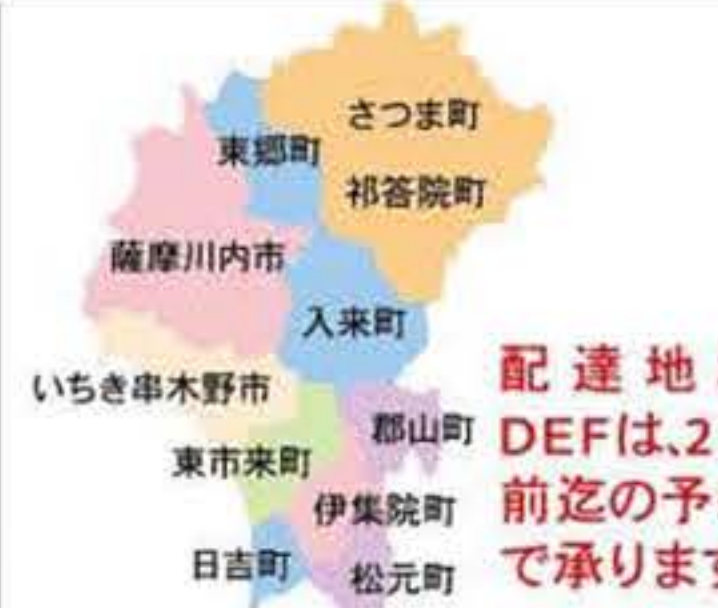 さつま町
東郷町
祁答院町
薩摩川内市
入来町
いちき串木野市
郡山町
東市来町
伊集院町
日吉町
松元町
配達地
DEFは、2
前迄の予
で承ります